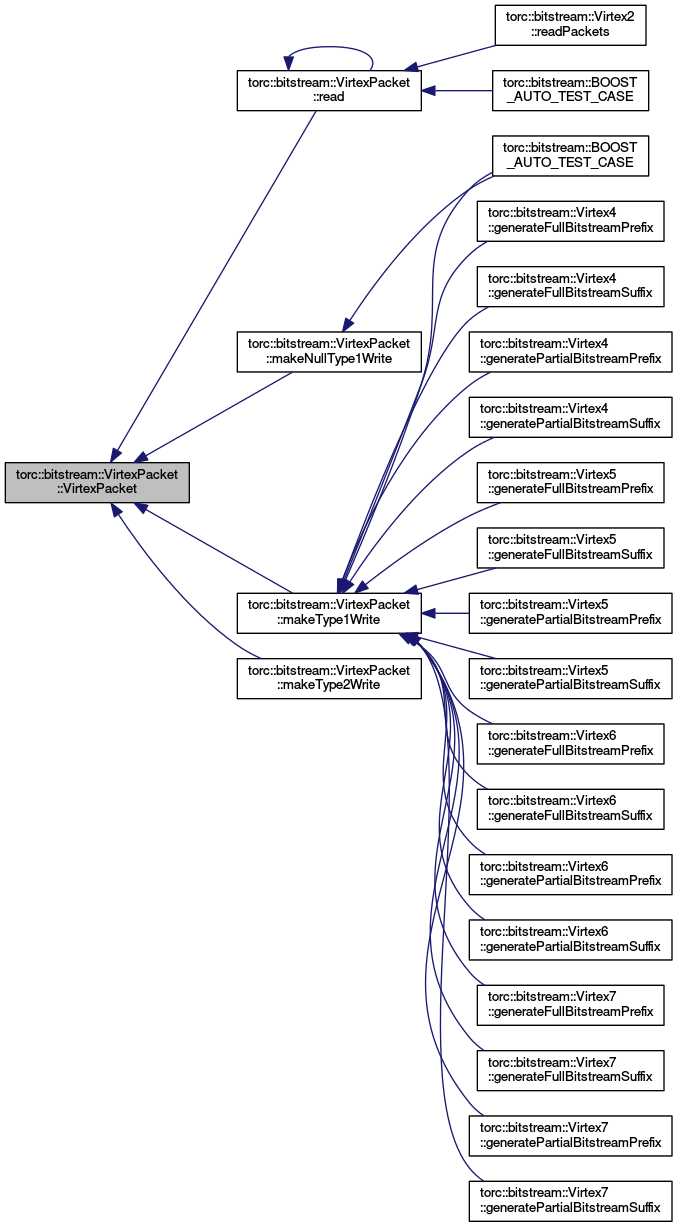 torc::bitstream::Virtex2
::readPackets
torc::bitstream::VirtexPacket
::read
torc::bitstream::BOOST
_AUTO_TEST_CASE
torc::bitstream::BOOST
_AUTO_TEST_CASE
torc::bitstream::Virtex4
::generateFullBitstreamPrefix
torc::bitstream::Virtex4
::generateFullBitstreamSuffix
torc::bitstream::VirtexPacket
::makeNullType1Write
torc::bitstream::Virtex4
::generatePartialBitstreamPrefix
torc::bitstream::Virtex4
::generatePartialBitstreamSuffix
torc::bitstream::VirtexPacket
::VirtexPacket
torc::bitstream::Virtex5
::generateFullBitstreamPrefix
torc::bitstream::Virtex5
::generateFullBitstreamSuffix
torc::bitstream::VirtexPacket
::makeType1Write
torc::bitstream::Virtex5
::generatePartialBitstreamPrefix
torc::bitstream::VirtexPacket
::makeType2Write
torc::bitstream::Virtex5
::generatePartialBitstreamSuffix
torc::bitstream::Virtex6
::generateFullBitstreamPrefix
torc::bitstream::Virtex6
::generateFullBitstreamSuffix
torc::bitstream::Virtex6
::generatePartialBitstreamPrefix
torc::bitstream::Virtex6
::generatePartialBitstreamSuffix
torc::bitstream::Virtex7
::generateFullBitstreamPrefix
torc::bitstream::Virtex7
::generateFullBitstreamSuffix
torc::bitstream::Virtex7
::generatePartialBitstreamPrefix
torc::bitstream::Virtex7
::generatePartialBitstreamSuffix